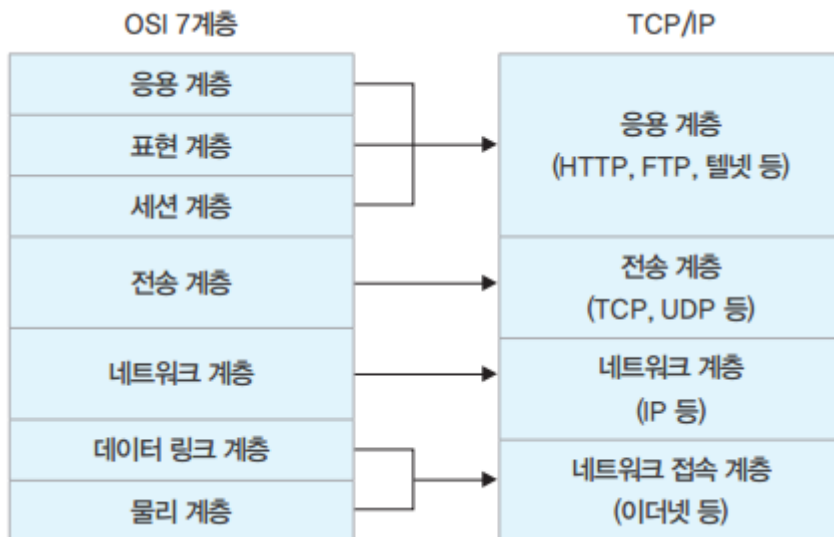 OSI 7계층
응용 계층
표현 계층
세션 계층
전송 계층
네트워크 계층
데이터 링크 계층
물리 계층
TCP/IP
응용 계층
(HTTP, FTP, 텔넷 등)
전송 계층
(TCP, UDP 등)
네트워크 계층
(IP 등)
네트워크 접속 계층
(이더넷 등)